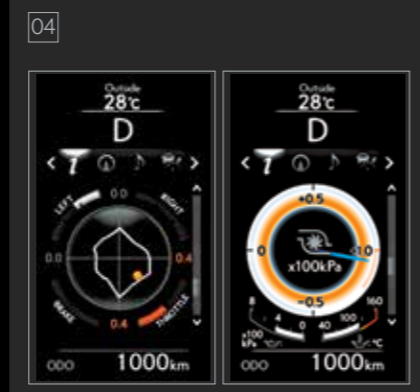 04
Outside
28°C
D
LEFT 0.0 RIGHT
0.0 0.4
BRAKE 0.4 THROTTLE
ODO 1000km
Outside
28°C
D
+0.5
0 1.0
x100kPa
-0.5
8 4 0 40 100 160
x100
kPa °C
ODO 1000km